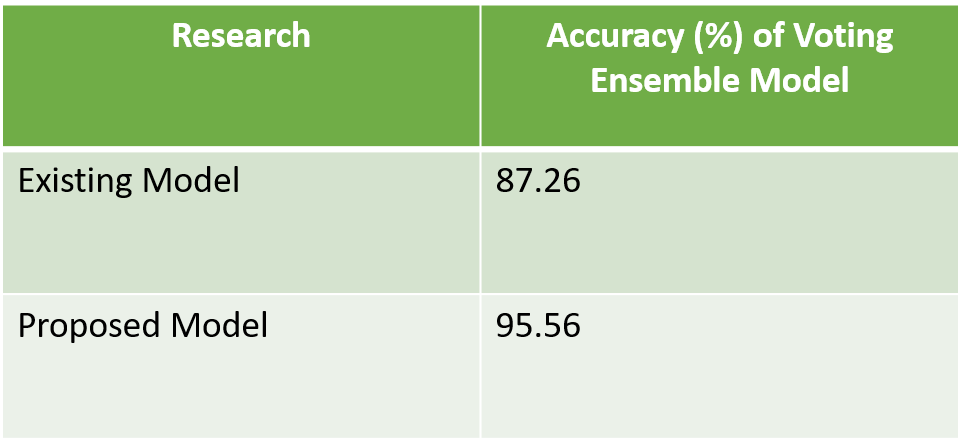 Research
Accuracy (%) of Voting
Ensemble Model
Existing Model
87.26
Proposed Model
95.56